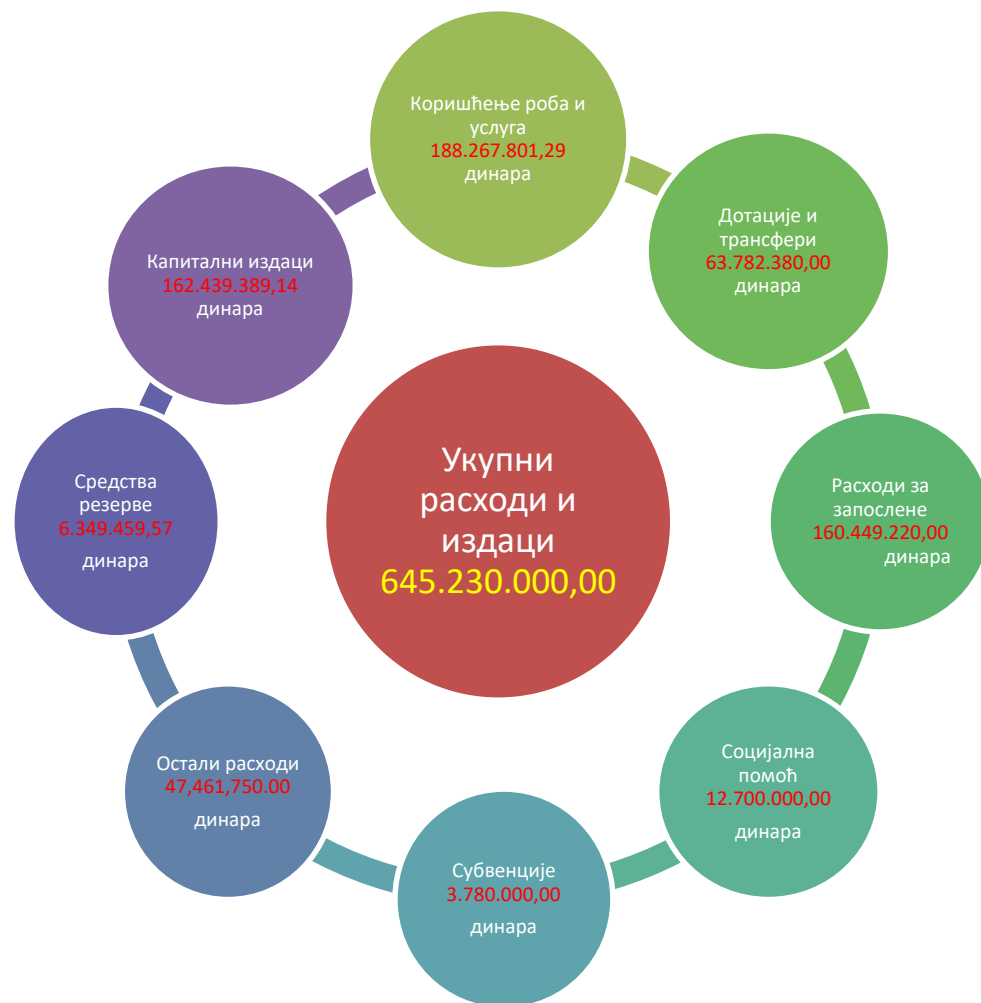 Коришћење роба и
услуга
188.267.801,29
динара
Дотације и
трансфери
63.782.380,00
динара
Расходи за
запослене
160.449.220,00
динара
Социјална
помоћ
12.700.000,00
динара
Субвенције
3.780.000,00
динара
Остали расходи
47,461,750.00
динара
Средства
резерве
6.349.459,57
динара
Капитални издаци
162.439.389,14
динара
Укупни
расходи и
издаци
645.230.000,00